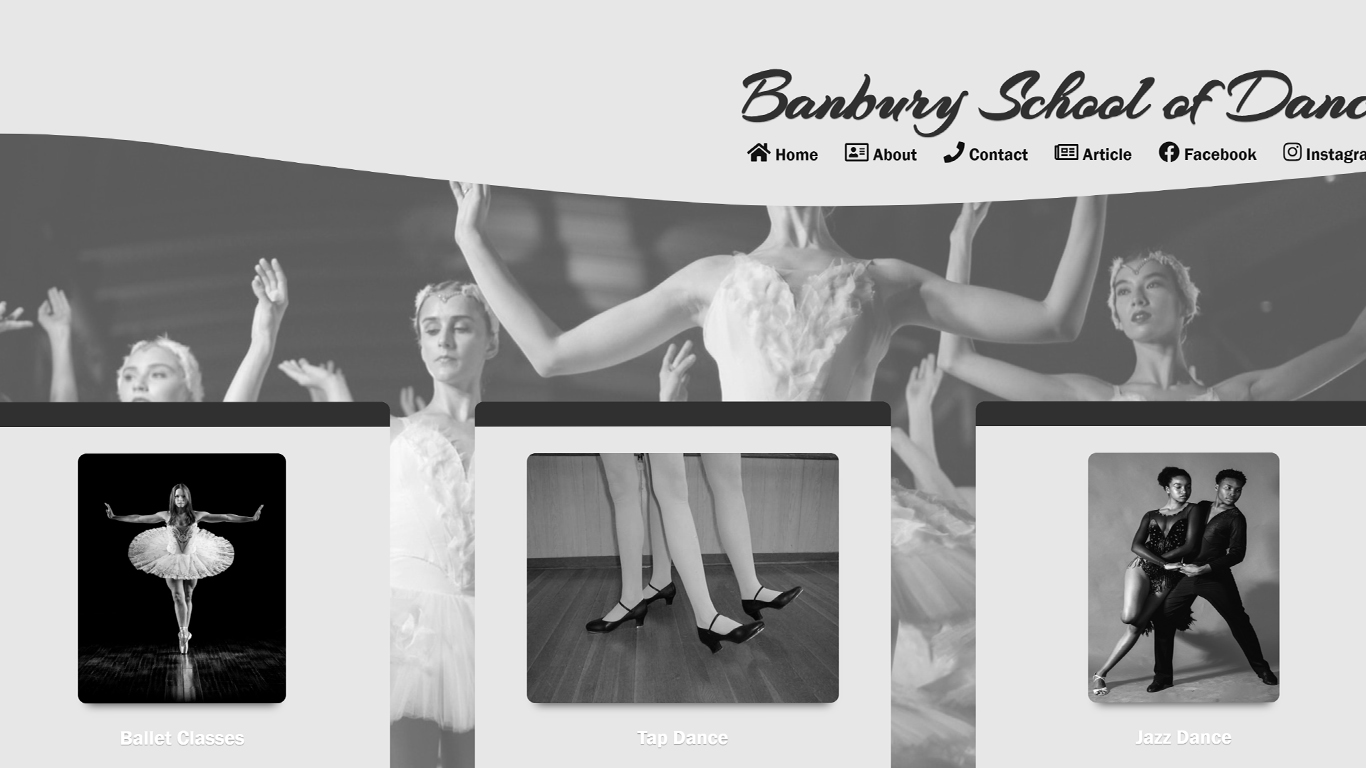 Banbury School of Danc
Home About Contact Article Facebook Instagra
Ballet Classes Tap Dance Jazz Dance